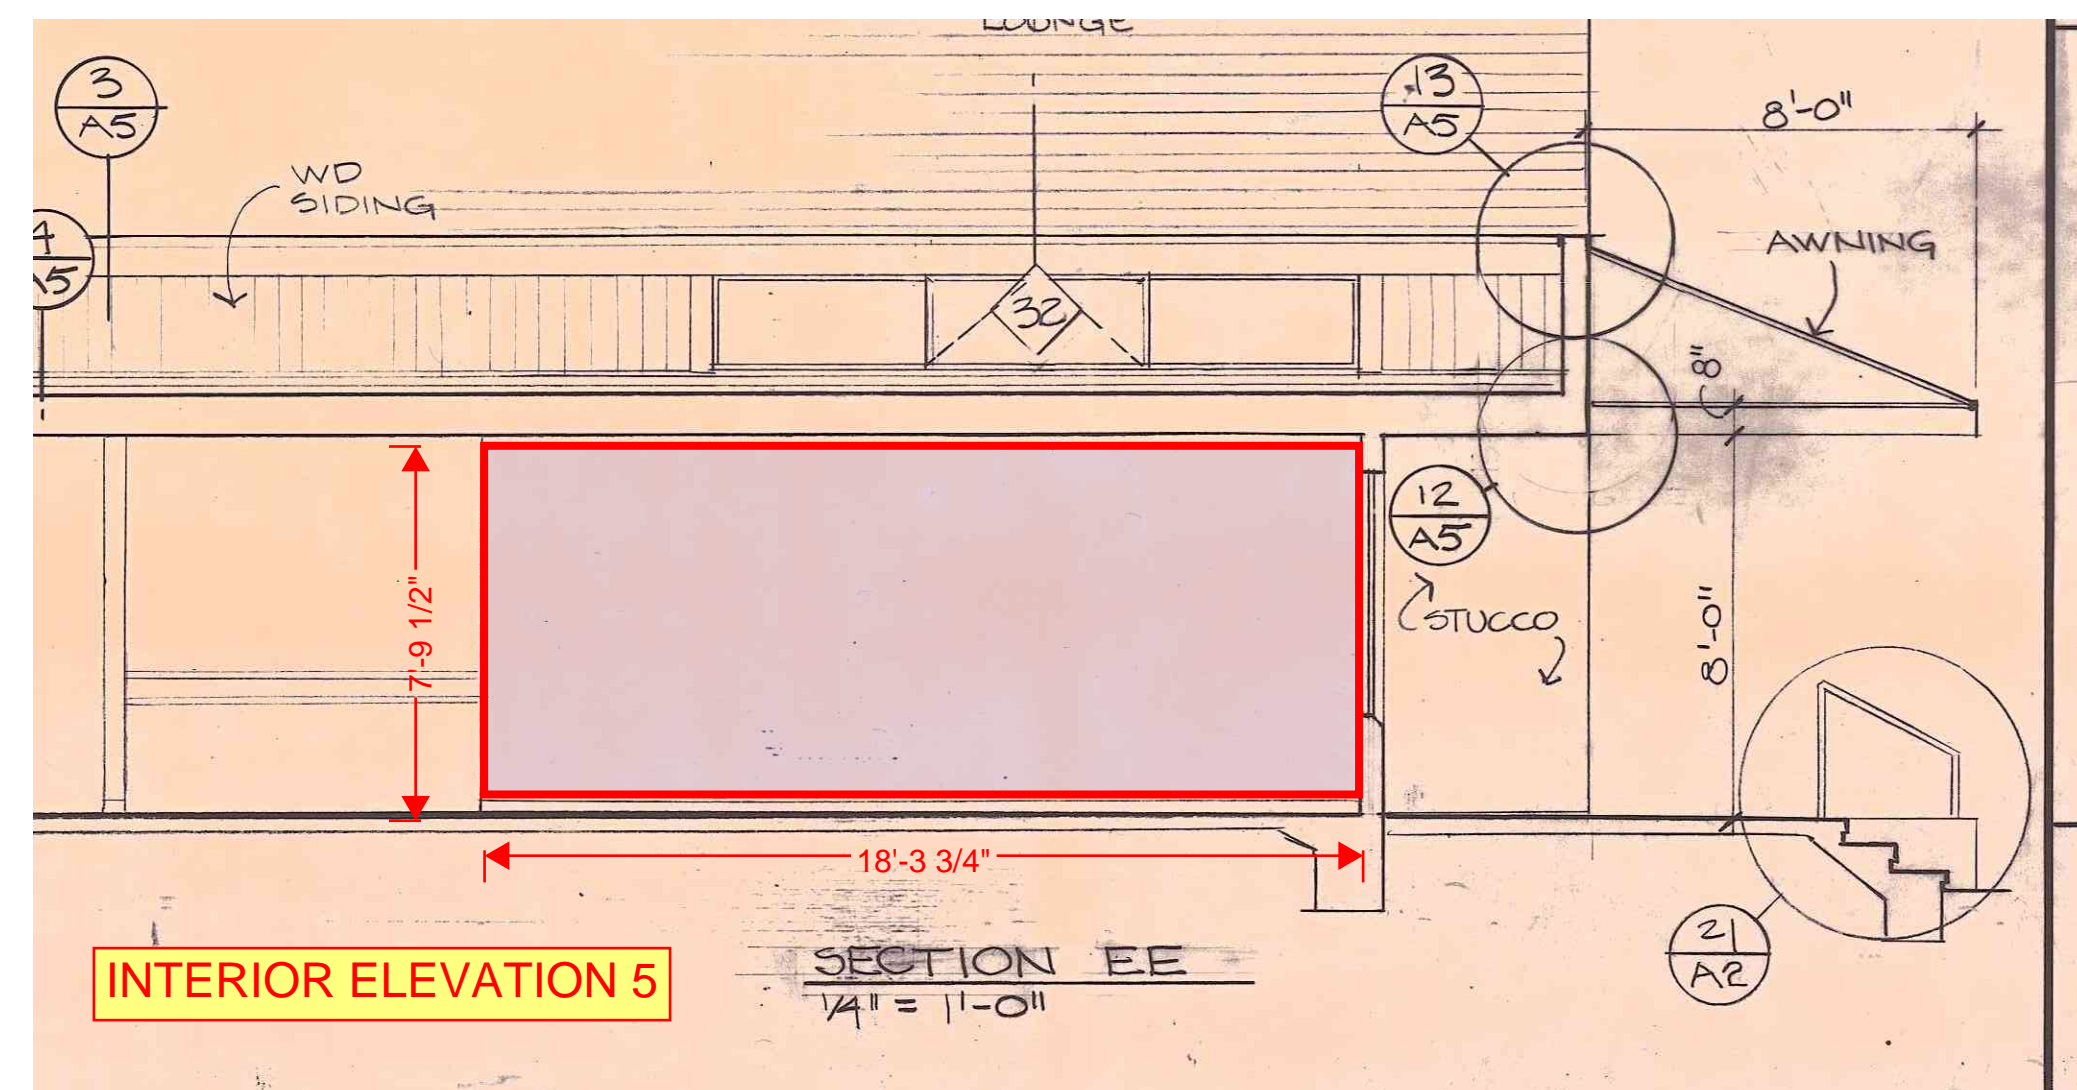 LOUNGE
3
A5
13
A5
8'-0"
WD
SIDING
4
A5
AWNING
32
8"
12
A5
7'-9 1/2"
STUCCO
8'-0"
18'-3 3/4"
21
A2
SECTION EE
1/4" = 1'-0"
INTERIOR ELEVATION 5